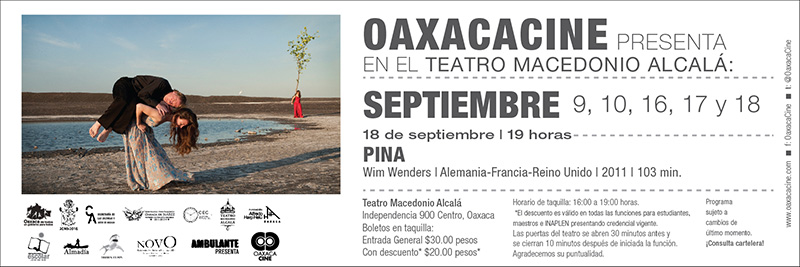 OAXACACINE PRESENTA
EN EL TEATRO MACEDONIO ALCALÁ:
SEPTIEMBRE 9, 10, 16, 17 y 18
18 de septiembre | 19 horas
PINA
Wim Wenders | Alemania-Francia-Reino Unido | 2011 | 103 min.
Teatro Macedonio Alcalá
Independencia 900 Centro, Oaxaca
Boletos en taquilla:
Entrada General $30.00 pesos
Con descuento* $20.00 pesos*
Horario de taquilla: 16:00 a 19:00 horas.
*El descuento es válido en todas las funciones para estudiantes,
maestros e INAPLEN presentando credencial vigente.
Las puertas del teatro se abren 30 minutos antes y
se cierran 10 minutos después de iniciada la función.
Agradecemos su puntualidad.
Programa
sujeto a
cambios de
último momento.
¡Consulta cartelera!
www.oaxacacine.com f: OaxacaCine t: @OaxacaCine
CEC
TEATRO
MACEDONIO
ALCALÁ
escolar
Almadía
NOVO
AMBULANTE
PRESENTA
OAXACA
CINE